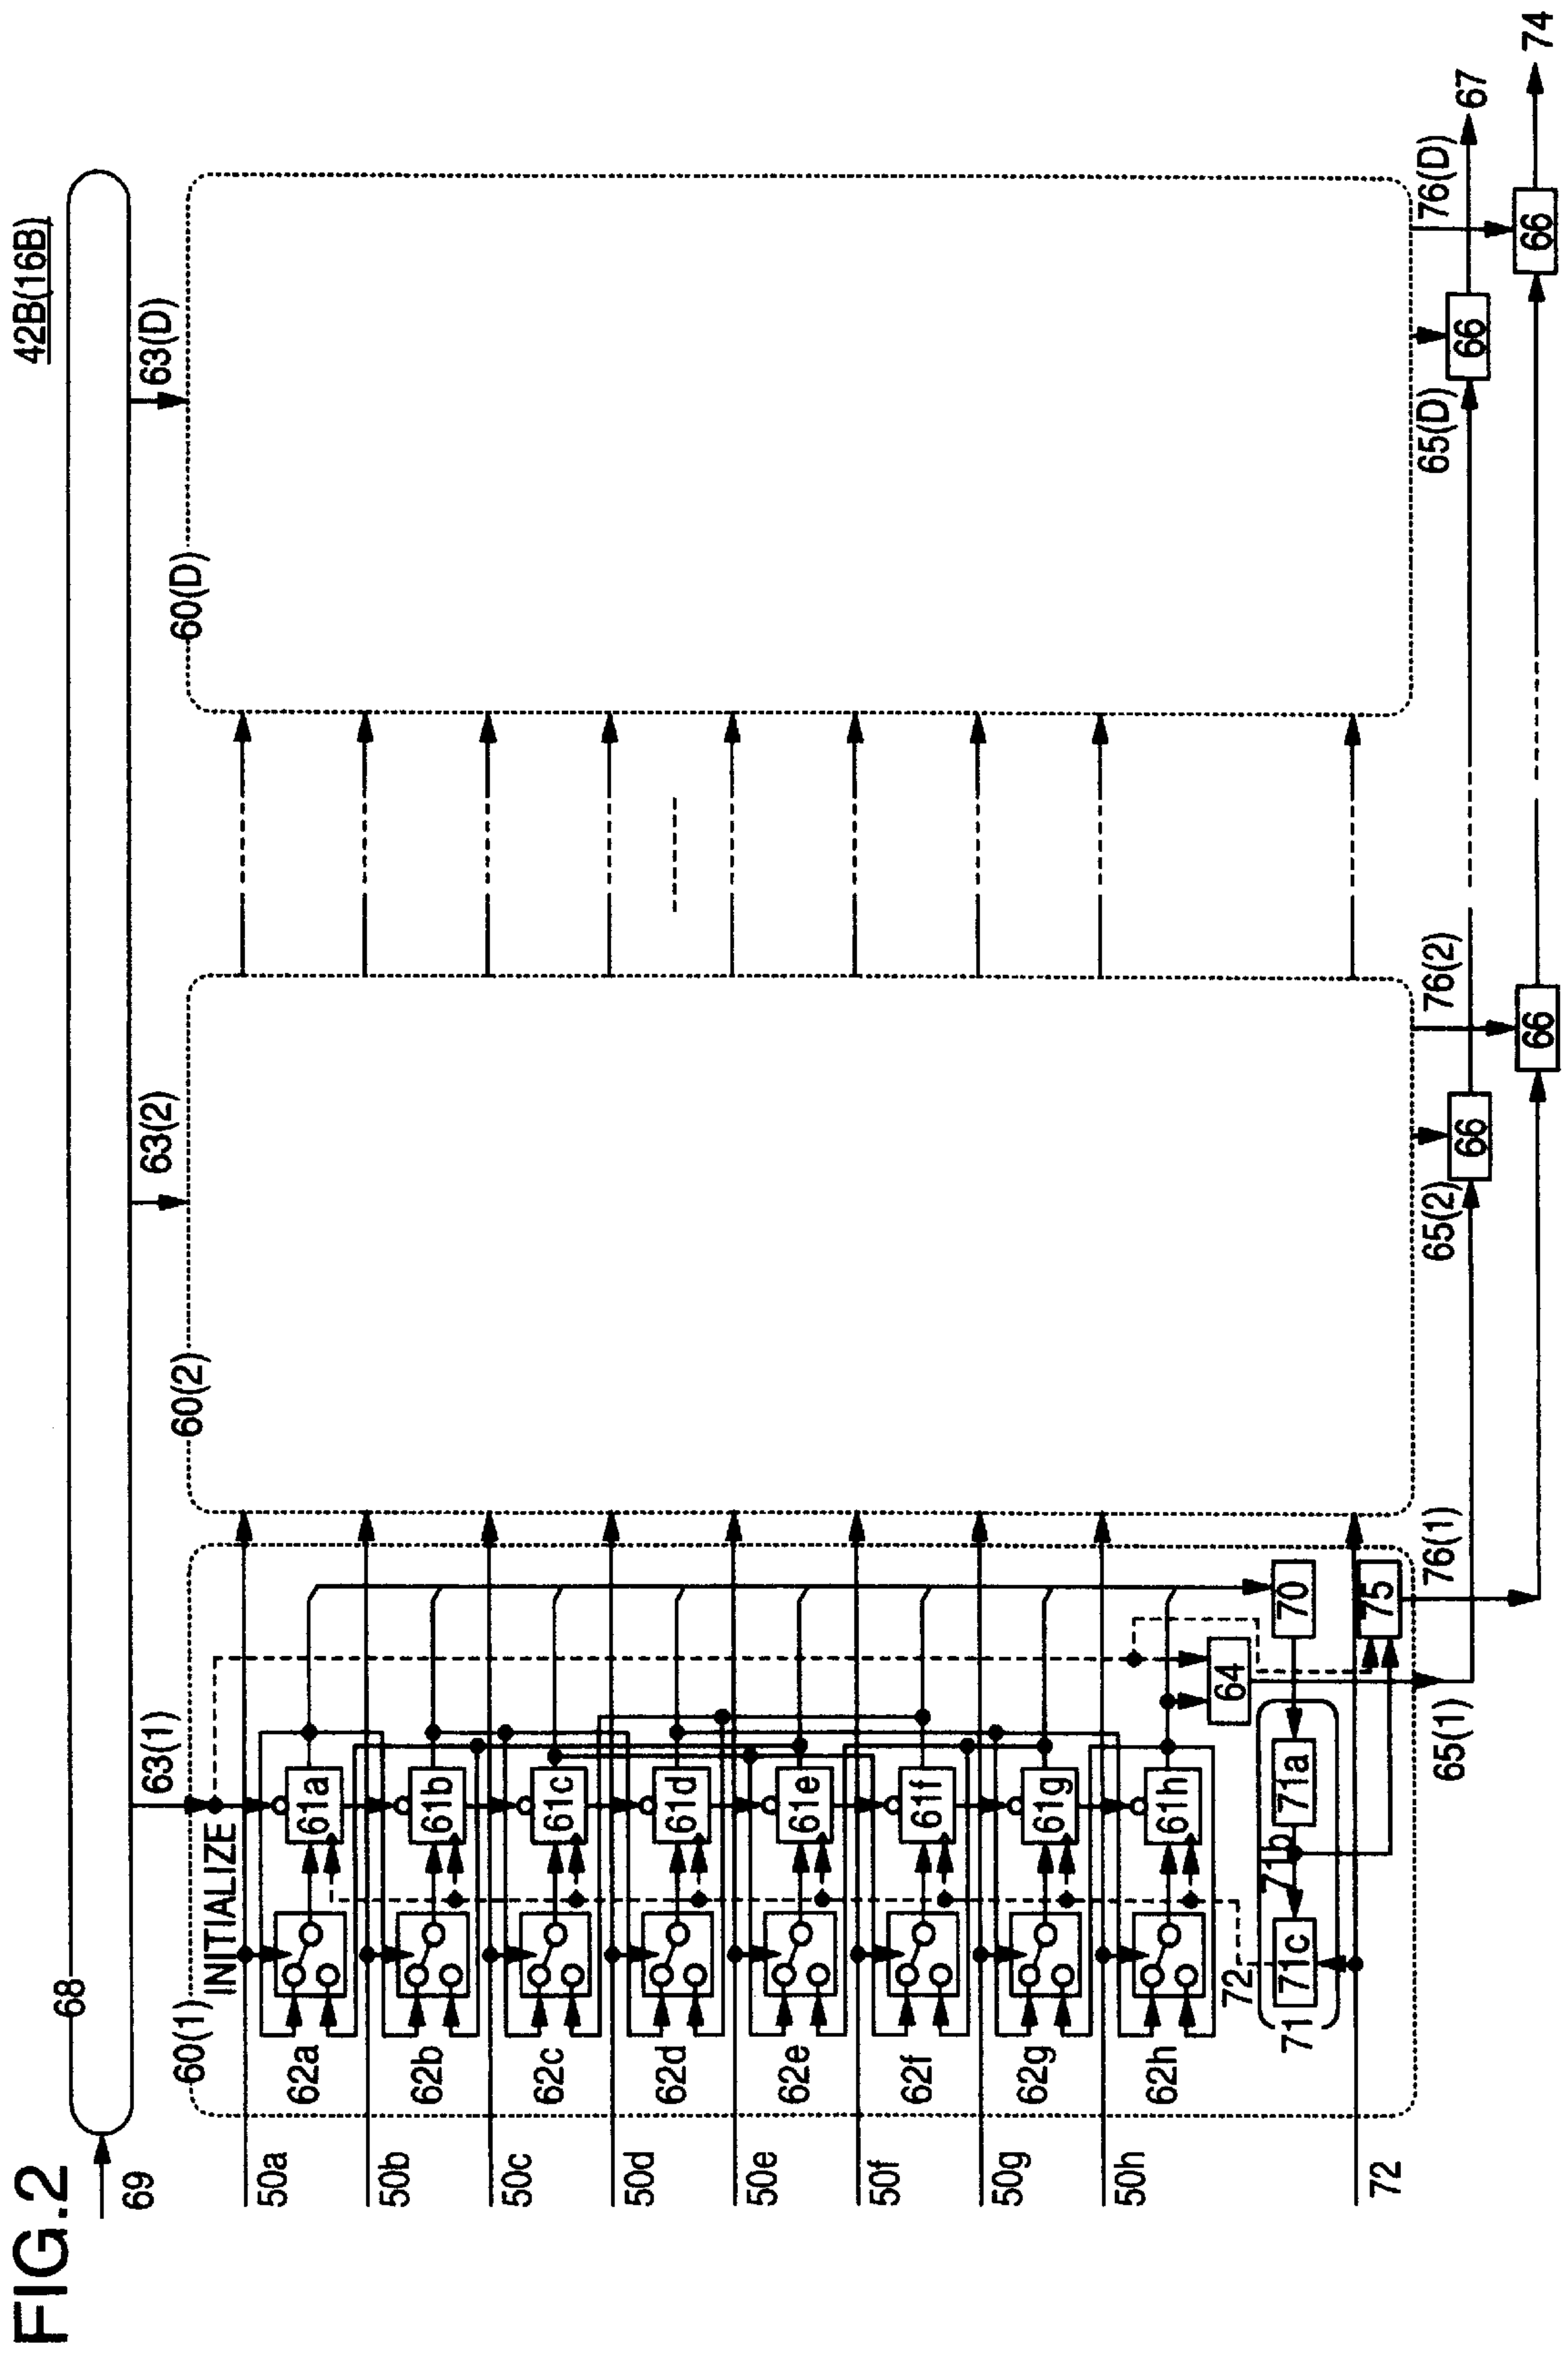 FIG.2
42B(16B)
68
69
63(1)
63(2)
63(D)
60(1)
60(2)
60(D)
INITIALIZE
50a
50b
50c
50d
50e
50f
50g
50h
72
62a
62b
62c
62d
62e
62f
62g
62h
61a
61b
61c
61d
61e
61f
61g
61h
64
70
71
71a
71b
71c
72
75
65(1)
76(1)
65(2)
76(2)
65(D)
76(D)
66
66
66
66
67
74